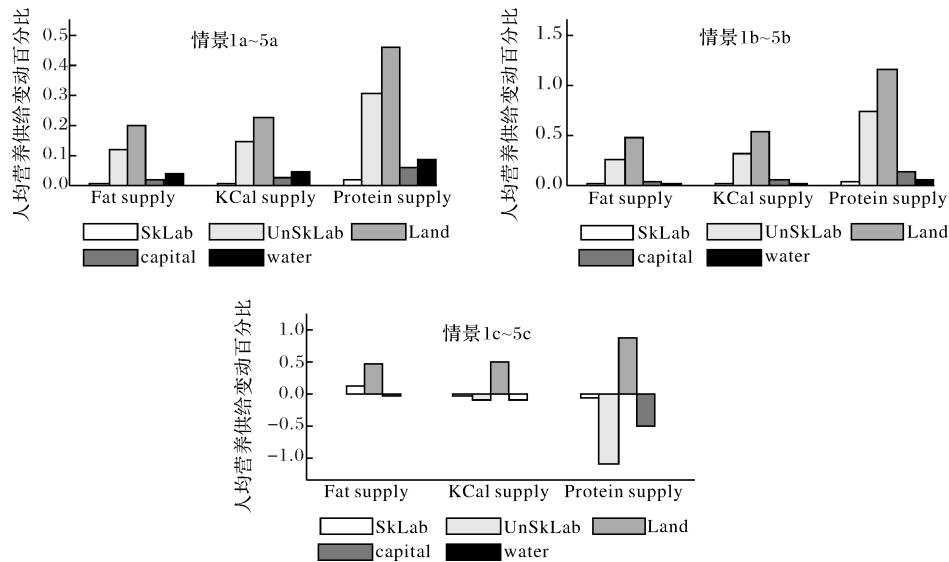 人均营养供给变动百分比
情景1a~5a
0.5
0.4
0.3
0.2
0.1
0.0
Fat supply KCal supply Protein supply
SkLab UnSkLab Land
capital water
人均营养供给变动百分比
情景1b~5b
1.5
1.0
0.5
0.0
Fat supply KCal supply Protein supply
SkLab UnSkLab Land
capital water
人均营养供给变动百分比
情景1c~5c
1.0
0.5
0.0
−0.5
−1.0
Fat supply KCal supply Protein supply
SkLab UnSkLab Land
capital water